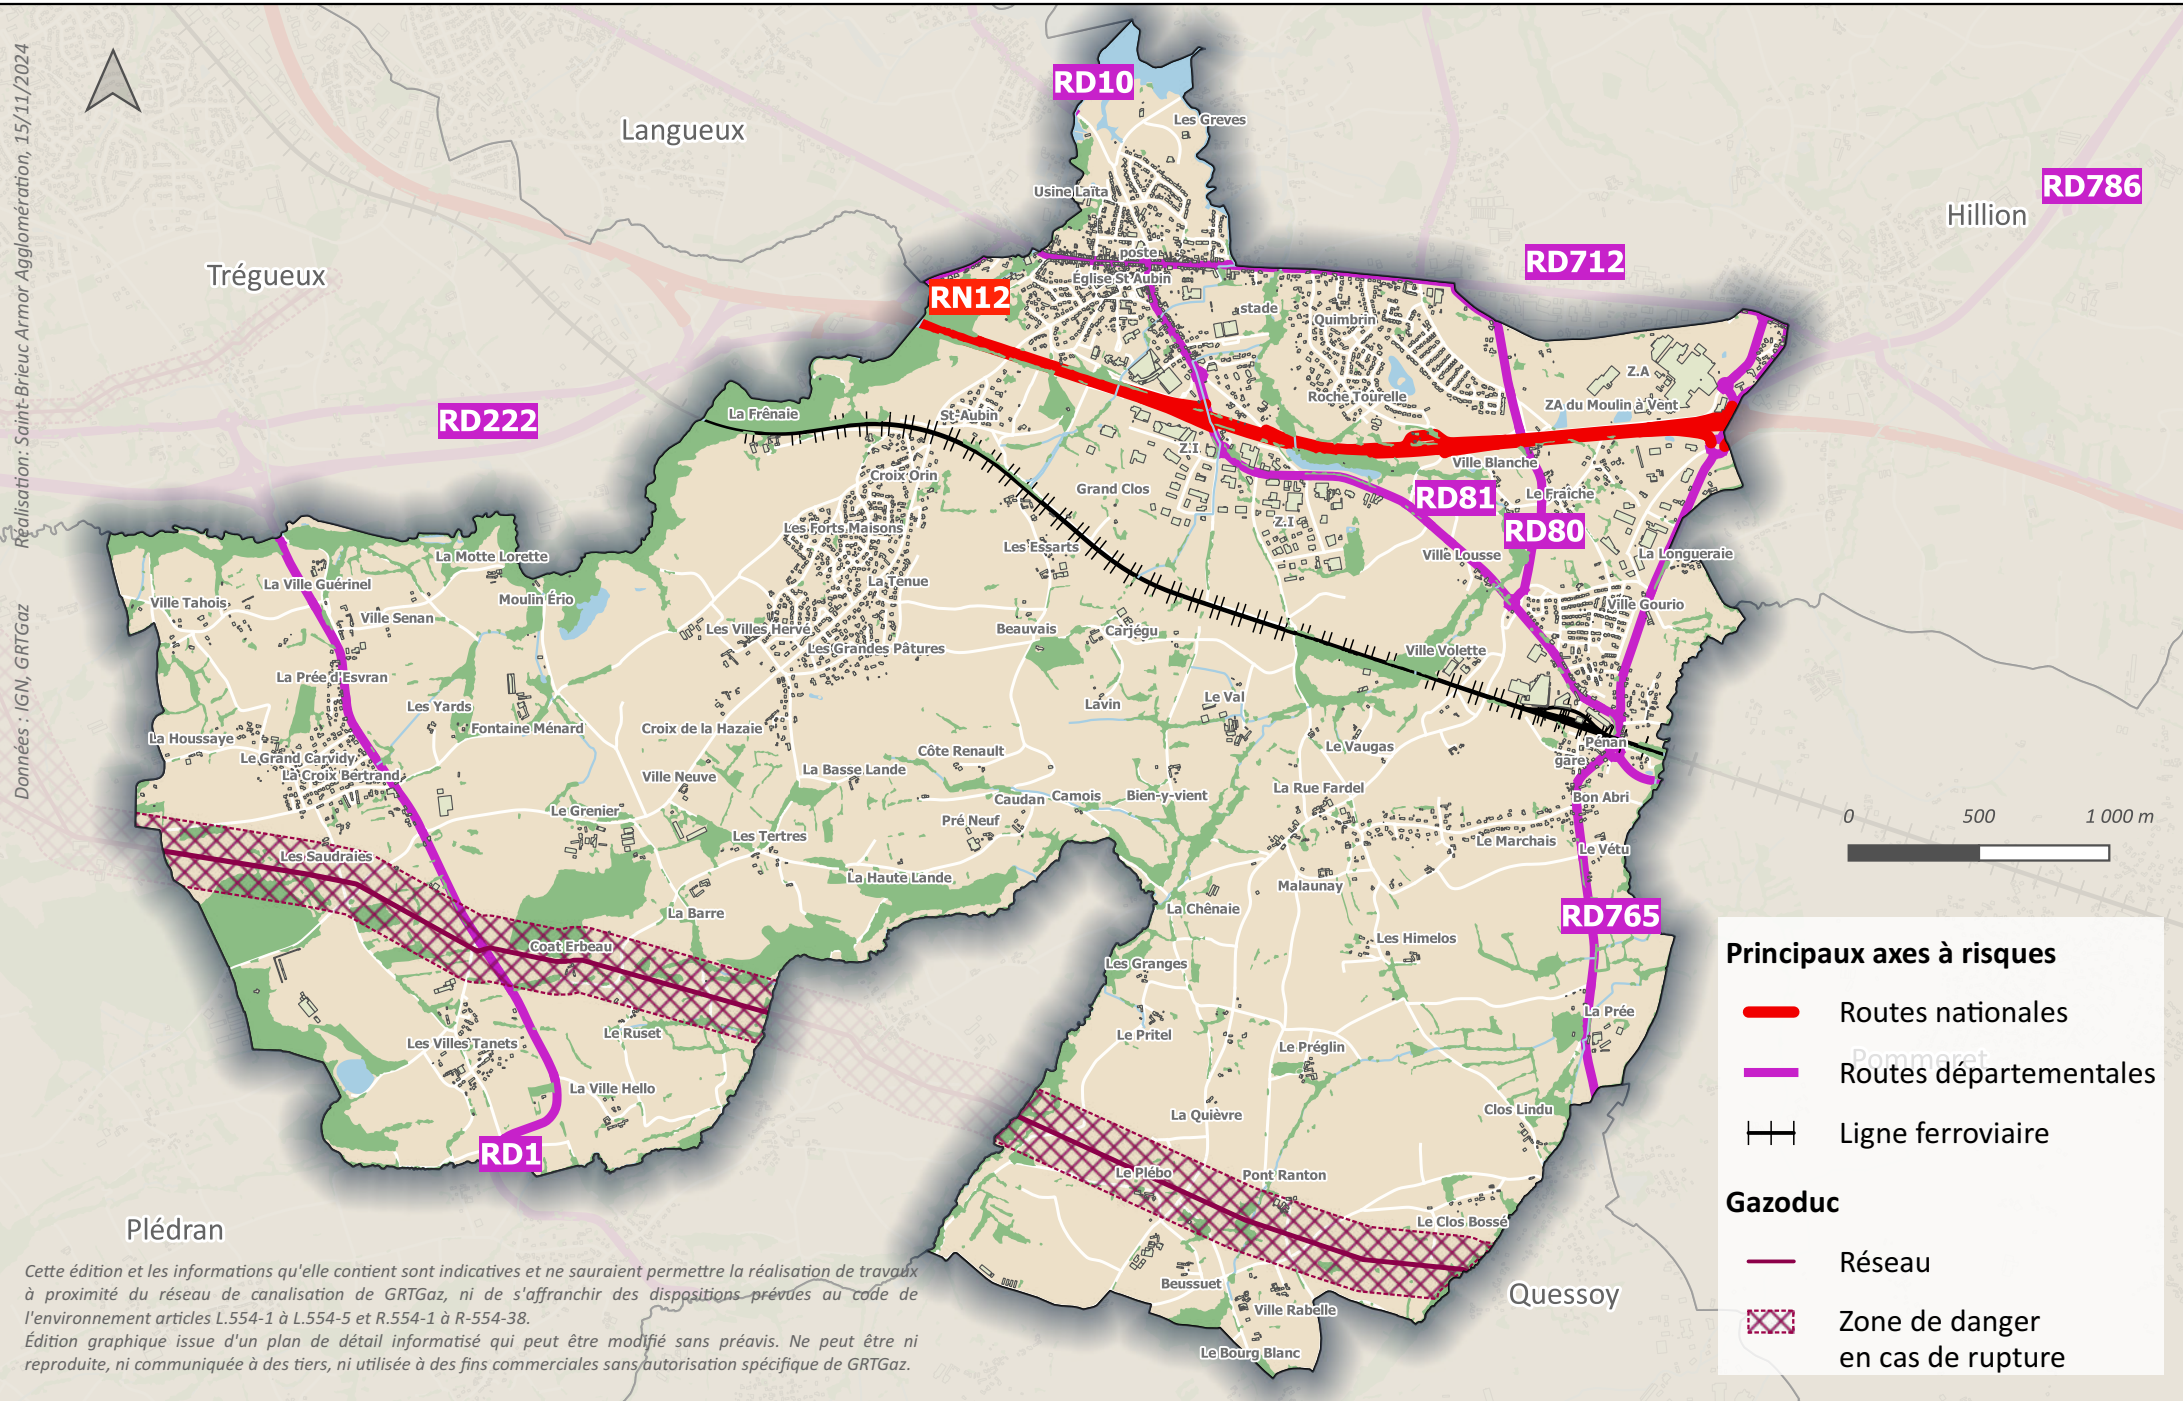 Réalisation: Saint-Brieuc Armor Agglomération, 15/11/2024
Données : IGN, GRTGaz
RD10
Les Greves
Langueux
Usine Laïta
RD786
Hillion
poste
Église St Aubin
RD712
Trégueux
RN12
stade
Quimbrin
Z.A
Roche Tourelle
ZA du Moulin à Vent
RD222
La Frênaie
St-Aubin
Z.I.
Ville Blanche
Croix Orin
Grand Clos
RD81
Le Fraîche
Les Forts Maisons
Z.I
RD80
La Motte Lorette
Les Essarts
Ville Lousse
La Longueraie
La Ville Guérinel
La Tenue
Ville Tahois
Moulin Ério
Ville Gourio
Ville Senan
Les Villes Hervé
Beauvais
Carjégu
Les Grandes Pâtures
Ville Volette
La Prée d'Esvran
Les Yards
Lavin
Le Val
La Houssaye
Fontaine Ménard
Croix de la Hazaie
Le Vaugas
Pénan
gare
Le Grand Carvidy
La Croix Bertrand
Côte Renault
Ville Neuve
La Basse Lande
La Rue Fardel
Caudan
Camois
Bien-y-vient
Bon Abri
Le Grenier
Pré Neuf
Les Tertres
Le Marchais
Le Vétu
0 500 1 000 m
Les Saudraies
La Haute Lande
Malaunay
La Barre
La Chênaie
RD765
Coat Erbeau
Les Himelos
Les Granges
Le Ruset
Le Pritel
La Prée
Les Villes Tanets
Le Préglin
La Ville Hello
La Quièvre
Clos Lindu
RD1
Le Plébo
Pont Ranton
Plédran
Le Clos Bossé
Beussuet
Quessoy
Ville Rabelle
Le Bourg Blanc
Principaux axes à risques
Routes nationales
Pommeret
Routes départementales
Ligne ferroviaire
Gazoduc
Réseau
Zone de danger
en cas de rupture
Cette édition et les informations qu'elle contient sont indicatives et ne sauraient permettre la réalisation de travaux
à proximité du réseau de canalisation de GRTGaz, ni de s'affranchir des dispositions prévues au code de
l'environnement articles L.554-1 à L.554-5 et R.554-1 à R-554-38.
Édition graphique issue d'un plan de détail informatisé qui peut être modifié sans préavis. Ne peut être ni
reproduite, ni communiquée à des tiers, ni utilisée à des fins commerciales sans autorisation spécifique de GRTGaz.